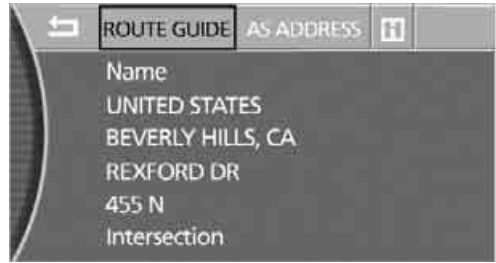 ROUTE GUIDE AS ADDRESS i
Name
UNITED STATES
BEVERLY HILLS, CA
REXFORD DR
455 N
Intersection